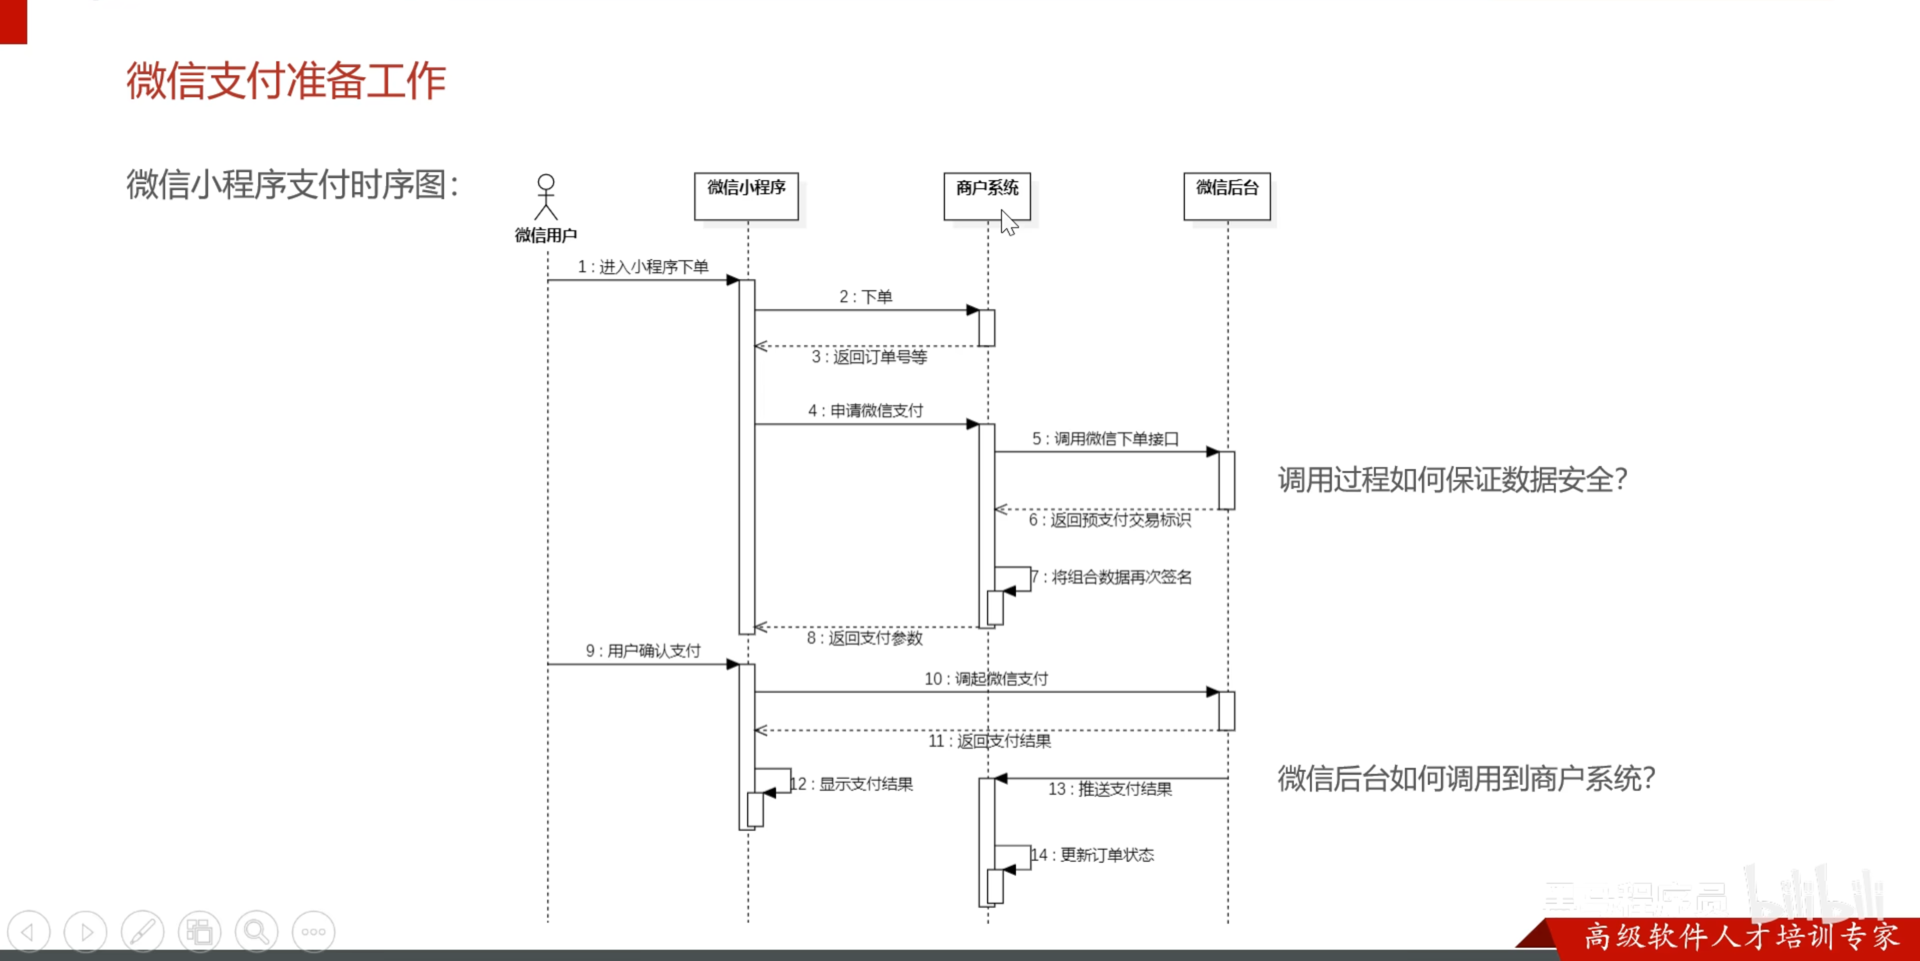 微信支付准备工作
微信小程序支付时序图：
微信用户
微信小程序
商户系统
微信后台
1 : 进入小程序下单
2 : 下单
3 : 返回订单号等
4 : 申请微信支付
5 : 调用微信下单接口
调用过程如何保证数据安全？
6 : 返回预支付交易标识
7 : 将组合数据再次签名
8 : 返回支付参数
9 : 用户确认支付
10 : 调起微信支付
11 : 返回支付结果
12 : 显示支付结果
13 : 推送支付结果
微信后台如何调用到商户系统？
14 : 更新订单状态
bilibili
高级软件人才培训专家